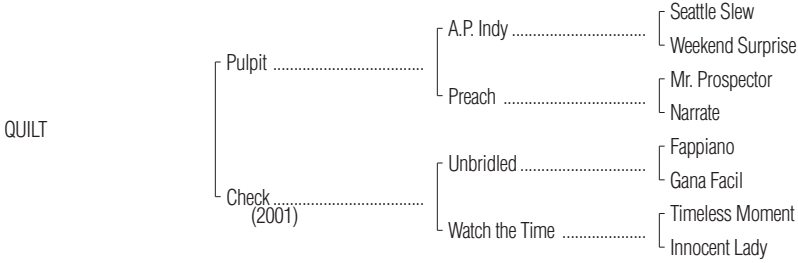 Seattle Slew
A.P. Indy ................................
Weekend Surprise
Pulpit ....................................
Mr. Prospector
Preach ..................................
Narrate
QUILT
Fappiano
Unbridled ..............................
Gana Facil
Check ....................................
(2001)
Timeless Moment
Watch the Time ....................
Innocent Lady